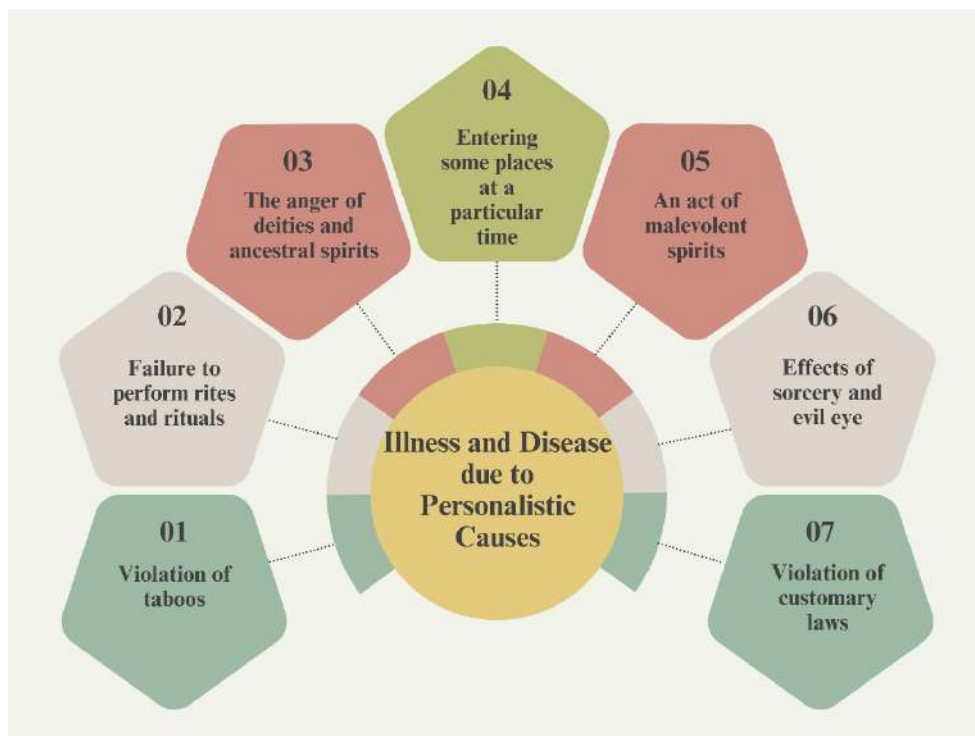 01
Violation of
taboos
02
Failure to
perform rites
and rituals
03
The anger of
deities and
ancestral spirits
04
Entering
some places
at a
particular
time
05
An act of
malevolent
spirits
06
Effects of
sorcery and
evil eye
07
Violation of
customary
laws
Illness and Disease
due to
Personalistic
Causes